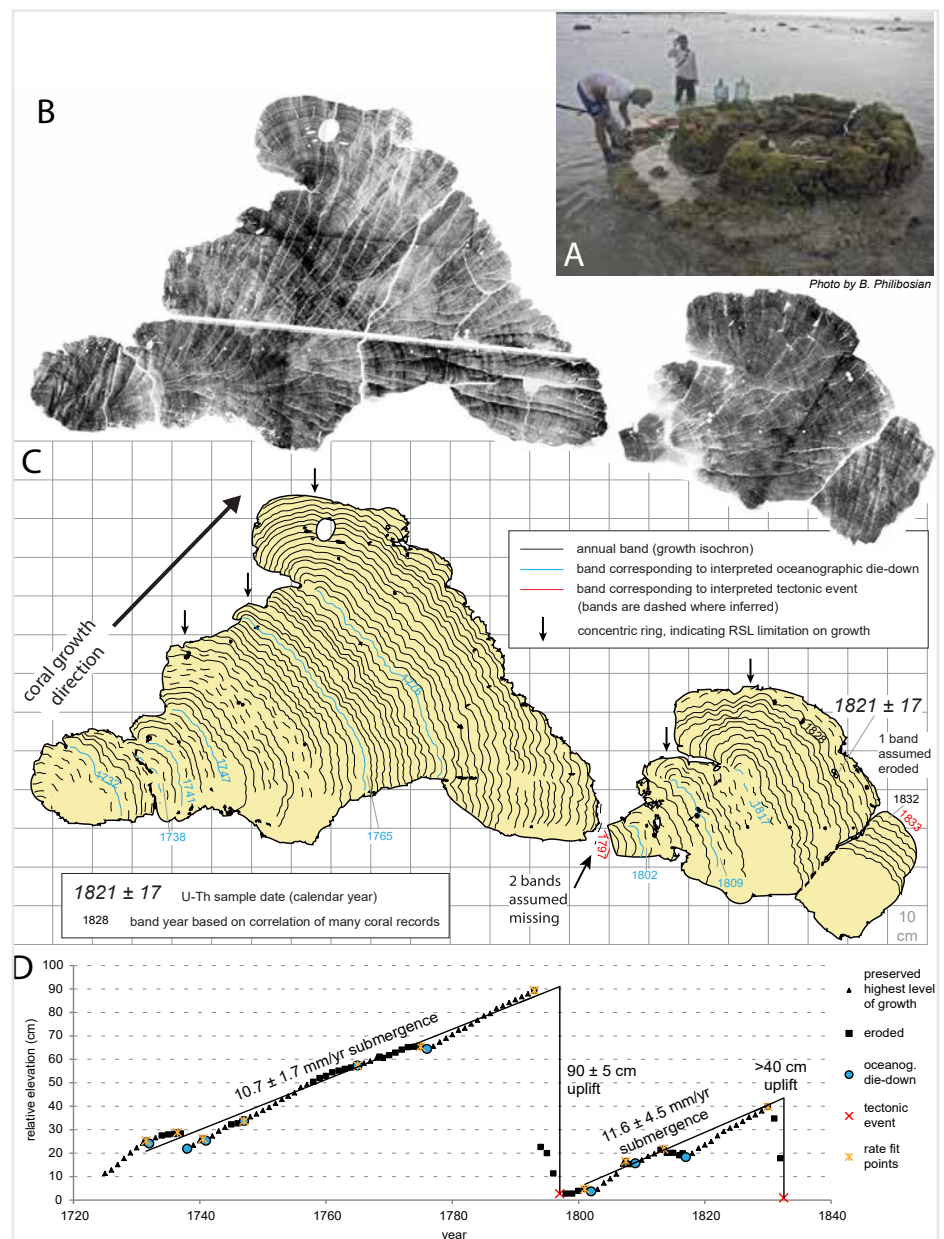 B
A
Photo by B. Philibosian
C
coral growth
direction
annual band (growth isochron)
band corresponding to interpreted oceanographic die-down
band corresponding to interpreted tectonic event
(bands are dashed where inferred)
concentric ring, indicating RSL limitation on growth
1732
1738
1741
1747
1765
1776
1797
2 bands
assumed
missing
1802
1809
1817
1828
1821 ± 17
1 band
assumed
eroded
1832
1833
10
cm
1821 ± 17 U-Th sample date (calendar year)
1828 band year based on correlation of many coral records
D
relative elevation (cm)
100
90
80
70
60
50
40
30
20
10
0
10.7 ± 1.7 mm/yr submergence
90 ± 5 cm
uplift
11.6 ± 4.5 mm/yr
submergence
>40 cm
uplift
1720
1740
1760
1780
1800
1820
1840
year
preserved
highest level
of growth
eroded
oceanog.
die-down
tectonic
event
rate fit
points